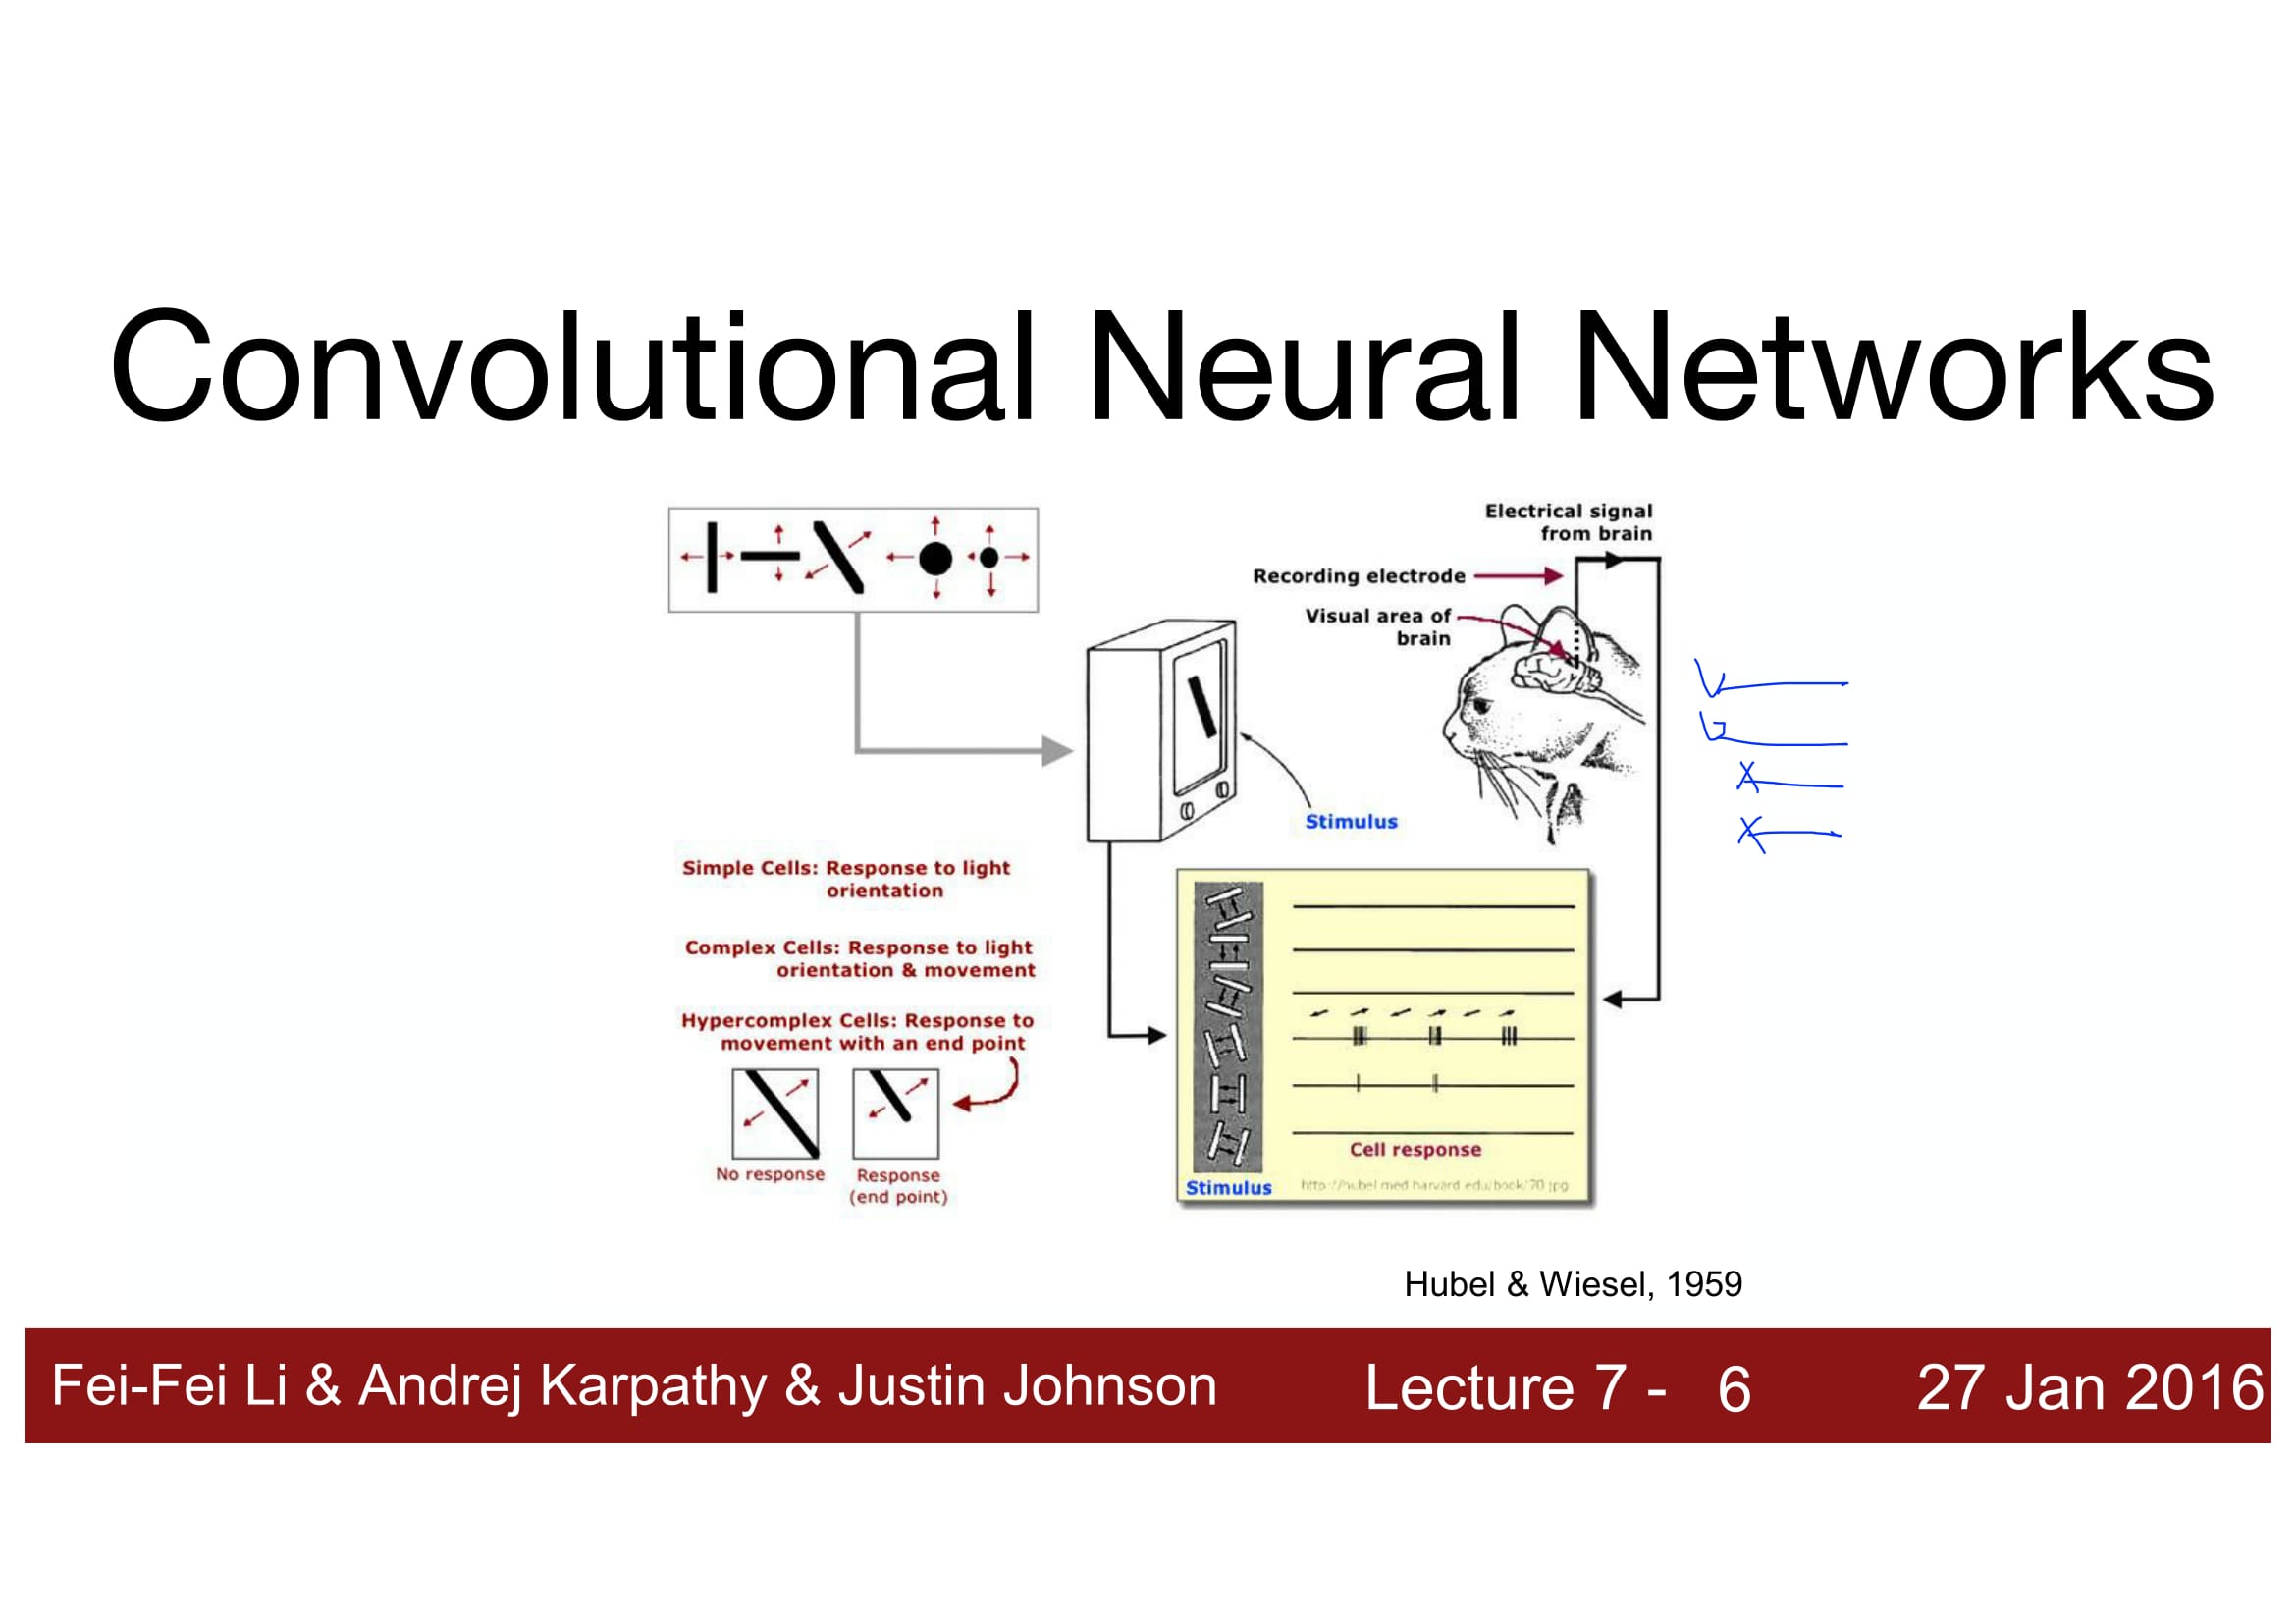 Convolutional Neural Networks
Electrical signal
from brain
Recording electrode
Visual area of
brain
Stimulus
Simple Cells: Response to light
orientation
Complex Cells: Response to light
orientation & movement
Hypercomplex Cells: Response to
movement with an end point
No response
Response
(end point)
Cell response
Stimulus
http://hubel.med.harvard.edu/book/70.jpg
Hubel & Wiesel, 1959
Fei-Fei Li & Andrej Karpathy & Justin Johnson
Lecture 7 - 6
27 Jan 2016